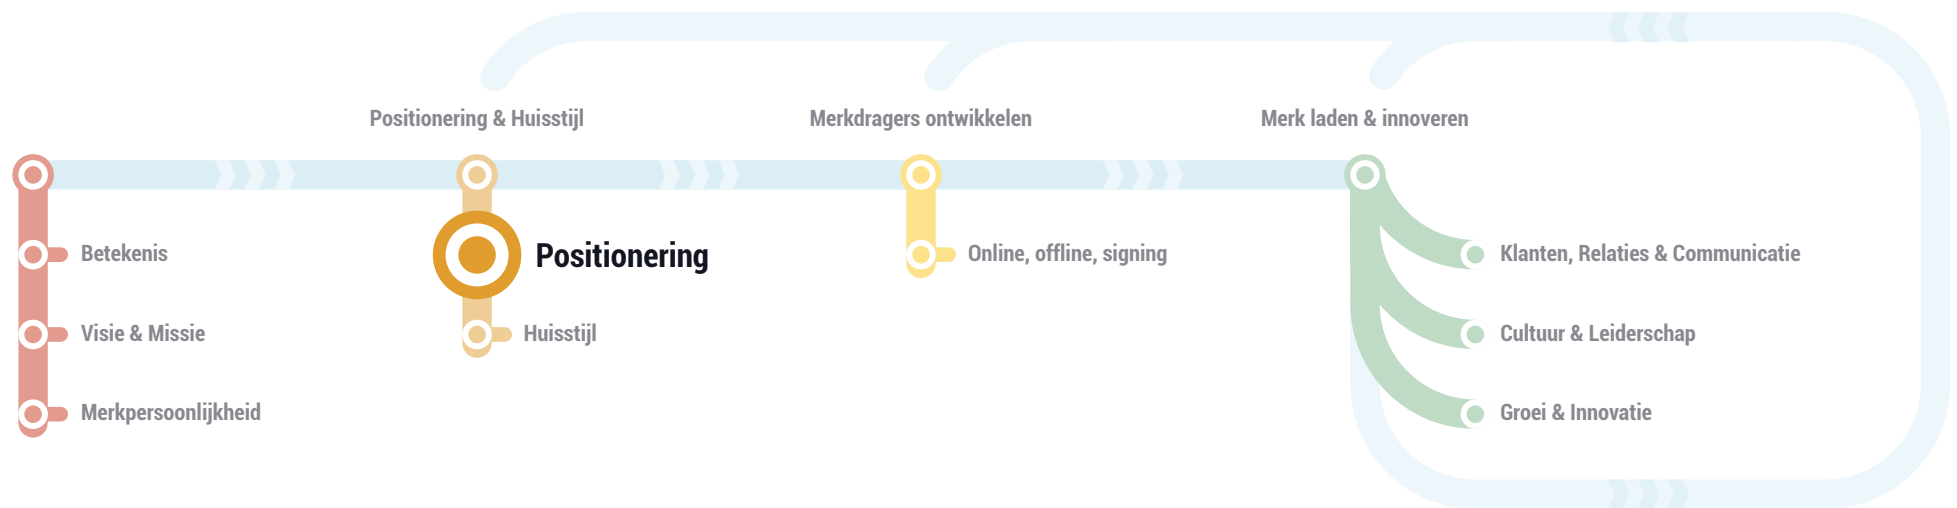 Positionering & Huisstijl
Merkdragers ontwikkelen
Merk laden & innoveren
Betekenis
Positionering
Online, offline, signing
Klanten, Relaties & Communicatie
Visie & Missie
Huisstijl
Cultuur & Leiderschap
Merkpersoonlijkheid
Groei & Innovatie